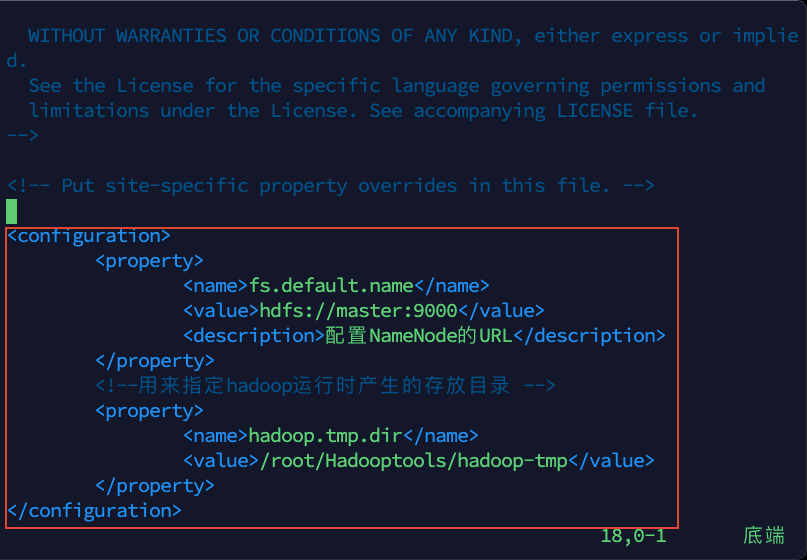 WITHOUT WARRANTIES OR CONDITIONS OF ANY KIND, either express or implie
d.
  See the License for the specific language governing permissions and
  limitations under the License. See accompanying LICENSE file.
-->
<!-- Put site-specific property overrides in this file. -->
<configuration>
        <property>
                <name>fs.default.name</name>
                <value>hdfs://master:9000</value>
                <description>配置NameNode的URL</description>
        </property>
        <!--用来指定hadoop运行时产生的存放目录 -->
        <property>
                <name>hadoop.tmp.dir</name>
                <value>/root/Hadooptools/hadoop-tmp</value>
        </property>
</configuration>
18,0-1 底端